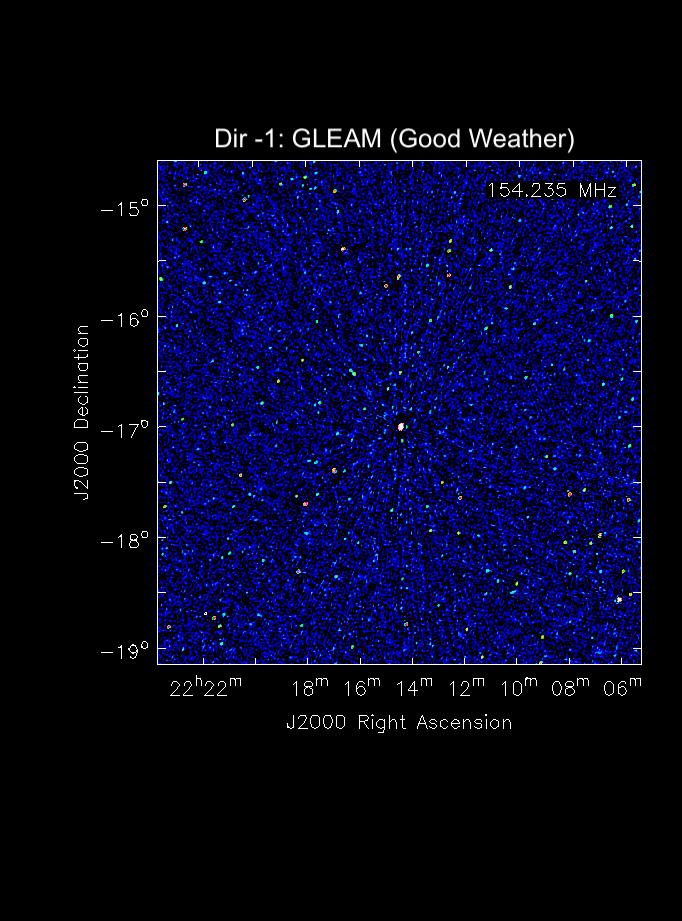 Dir -1: GLEAM (Good Weather)
154.235 MHz
−15°
−16°
−17°
−18°
−19°
J2000 Declination
22ʰ22ᵐ 18ᵐ 16ᵐ 14ᵐ 12ᵐ 10ᵐ 08ᵐ 06ᵐ
J2000 Right Ascension